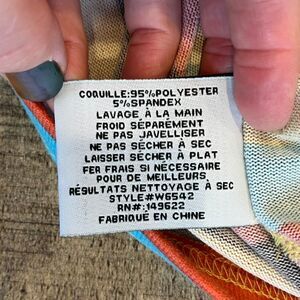 COQUILLE:95%POLYESTER
5%SPANDEX
LAVAGE À LA MAIN
FROID SÉPARÉMENT
NE PAS JAVELLISER
NE PAS SÉCHER À SEC
LAISSER SÉCHER À PLAT
FER FRAIS SI NÉCESSAIRE
POUR DE MEILLEURS
RÉSULTATS NETTOYAGE À SEC
STYLE#W6542
RN#:149622
FABRIQUÉ EN CHINE